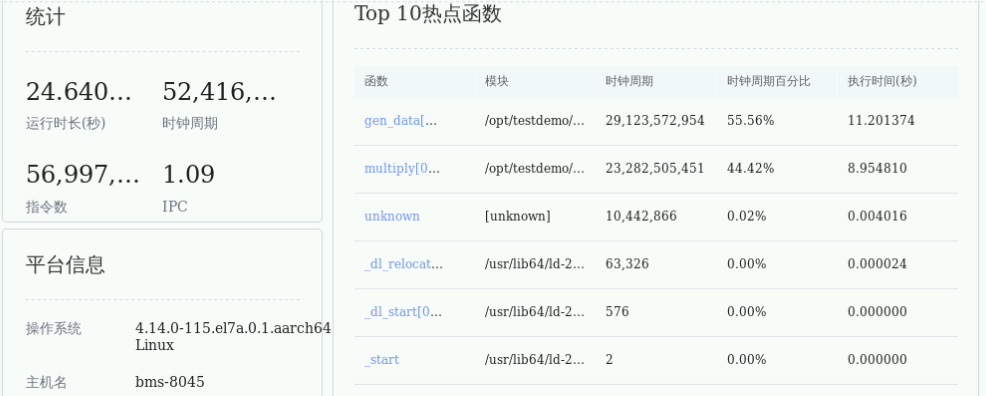 统计
24.640... 52,416,...
运行时长(秒) 时钟周期
56,997,... 1.09
指令数 IPC
平台信息
操作系统 4.14.0-115.el7a.0.1.aarch64
Linux
主机名 bms-8045
Top 10热点函数
函数 模块 时钟周期 时钟周期百分比 执行时间(秒)
gen_data[... /opt/testdemo/... 29,123,572,954 55.56% 11.201374
multiply[0... /opt/testdemo/... 23,282,505,451 44.42% 8.954810
unknown [unknown] 10,442,866 0.02% 0.004016
_dl_relocat... /usr/lib64/ld-2... 63,326 0.00% 0.000024
_dl_start[0... /usr/lib64/ld-2... 576 0.00% 0.000000
_start /usr/lib64/ld-2... 2 0.00% 0.000000